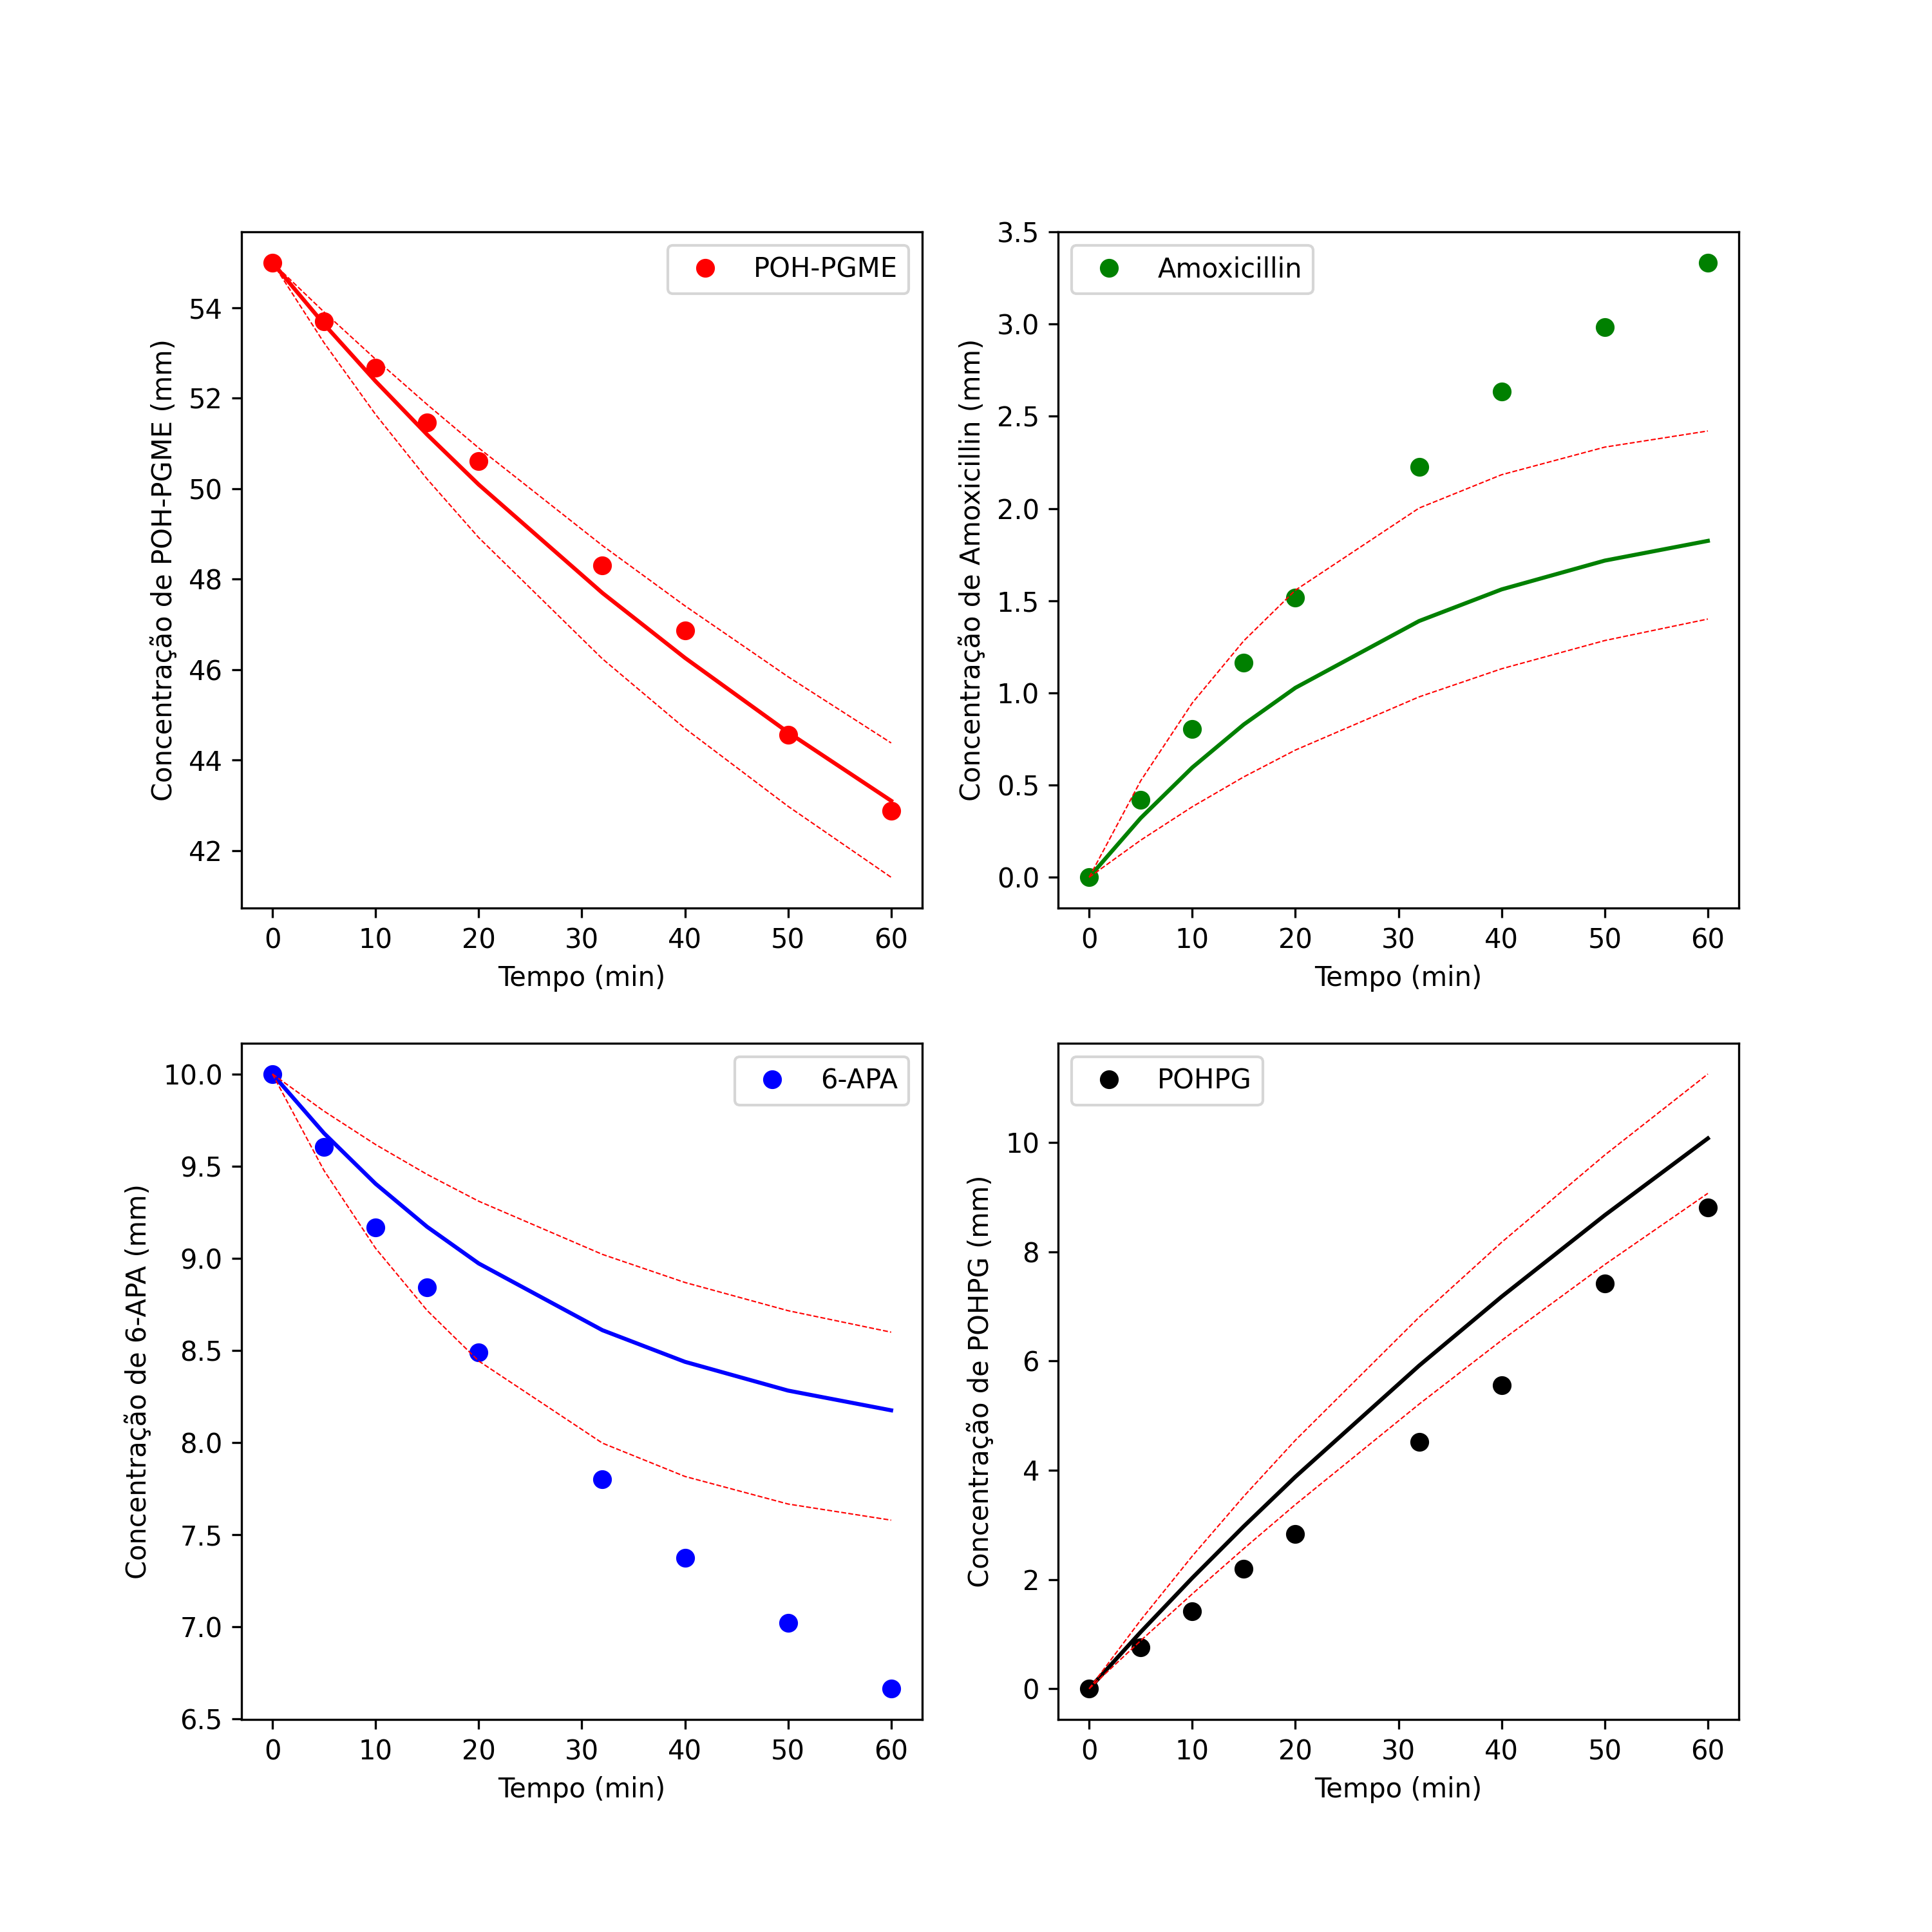 POH-PGME
54
52
50
48
46
44
42
Concentração de POH-PGME (mm)
0 10 20 30 40 50 60
Tempo (min)
Amoxicillin
3.5
3.0
2.5
2.0
1.5
1.0
0.5
0.0
Concentração de Amoxicillin (mm)
0 10 20 30 40 50 60
Tempo (min)
6-APA
10.0
9.5
9.0
8.5
8.0
7.5
7.0
6.5
Concentração de 6-APA (mm)
0 10 20 30 40 50 60
Tempo (min)
POHPG
10
8
6
4
2
0
Concentração de POHPG (mm)
0 10 20 30 40 50 60
Tempo (min)